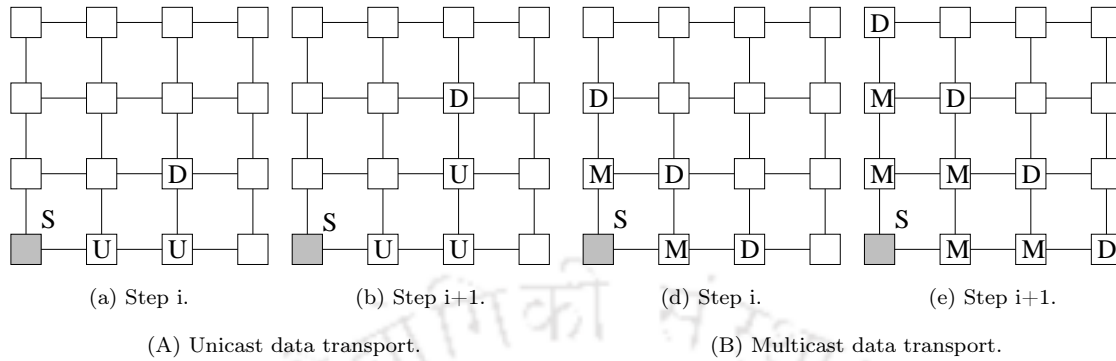 D
D D D M D
D M D M M D
S S S S
U U U U M D M M D
(a) Step i. (b) Step i+1. (d) Step i. (e) Step i+1.
(A) Unicast data transport. (B) Multicast data transport.